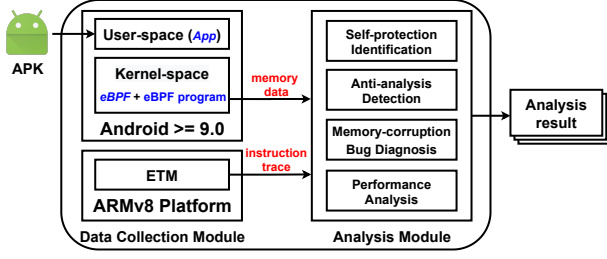 APK
User-space (App)
Kernel-space
eBPF + eBPF program
Android >= 9.0
ETM
ARMv8 Platform
Data Collection Module
memory
data
instruction
trace
Self-protection
Identification
Anti-analysis
Detection
Memory-corruption
Bug Diagnosis
Performance
Analysis
Analysis Module
Analysis
result